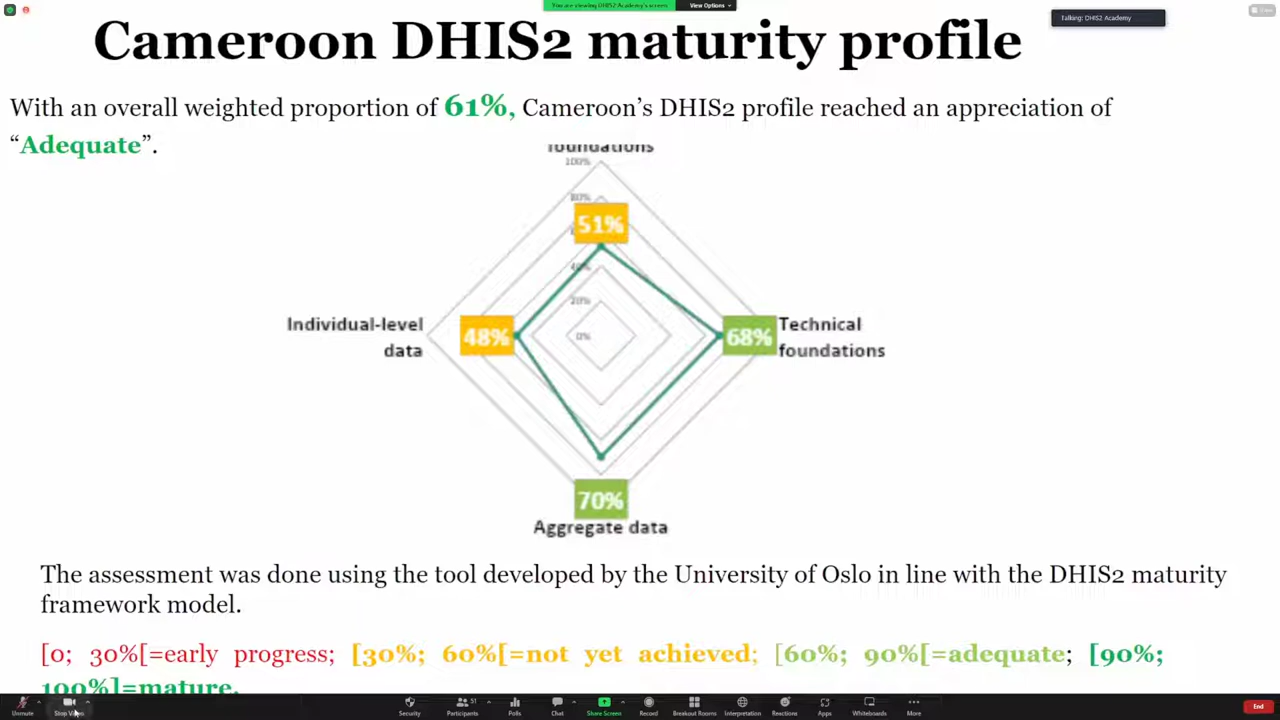 You are viewing DHIS2 Academy's screen
View Options
Talking: DHIS2 Academy
View
Cameroon DHIS2 maturity profile
With an overall weighted proportion of 61%, Cameroon's DHIS2 profile reached an appreciation of
“Adequate”.
foundations
100%
80%
51%
40%
20%
0%
Individual-level
data
48%
68%
Technical
foundations
70%
Aggregate data
The assessment was done using the tool developed by the University of Oslo in line with the DHIS2 maturity
framework model.
[0; 30%[=early progress; [30%; 60%[=not yet achieved; [60%; 90%[=adequate; [90%;
100%]=mature.
Unmute
Stop Video
Security
Participants
51
Polls
Chat
Share Screen
Record
Breakout Rooms
Interpretation
Reactions
Apps
Whiteboards
More
End